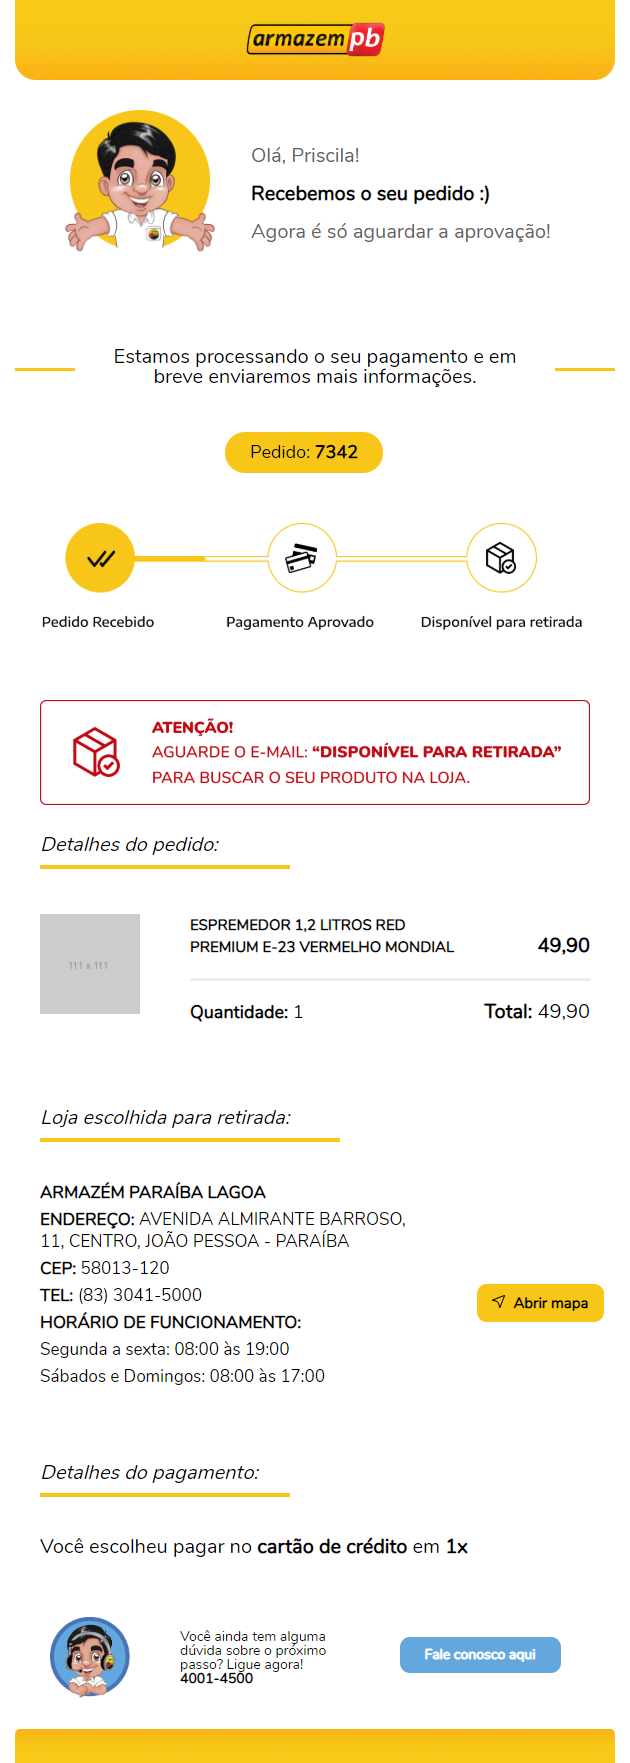 armazem pb
Olá, Priscila!
Recebemos o seu pedido :)
Agora é só aguardar a aprovação!
Estamos processando o seu pagamento e em
breve enviaremos mais informações.
Pedido: 7342
Pedido Recebido
Pagamento Aprovado
Disponível para retirada
ATENÇÃO!
AGUARDE O E-MAIL: “DISPONÍVEL PARA RETIRADA”
PARA BUSCAR O SEU PRODUTO NA LOJA.
Detalhes do pedido:
111 x 111
ESPREMEDOR 1,2 LITROS RED
PREMIUM E-23 VERMELHO MONDIAL
49,90
Quantidade: 1
Total: 49,90
Loja escolhida para retirada:
ARMAZÉM PARAÍBA LAGOA
ENDEREÇO: AVENIDA ALMIRANTE BARROSO,
11, CENTRO, JOÃO PESSOA - PARAÍBA
CEP: 58013-120
TEL: (83) 3041-5000
HORÁRIO DE FUNCIONAMENTO:
Segunda a sexta: 08:00 às 19:00
Sábados e Domingos: 08:00 às 17:00
Abrir mapa
Detalhes do pagamento:
Você escolheu pagar no cartão de crédito em 1x
Você ainda tem alguma
dúvida sobre o próximo
passo? Ligue agora!
4001-4500
Fale conosco aqui